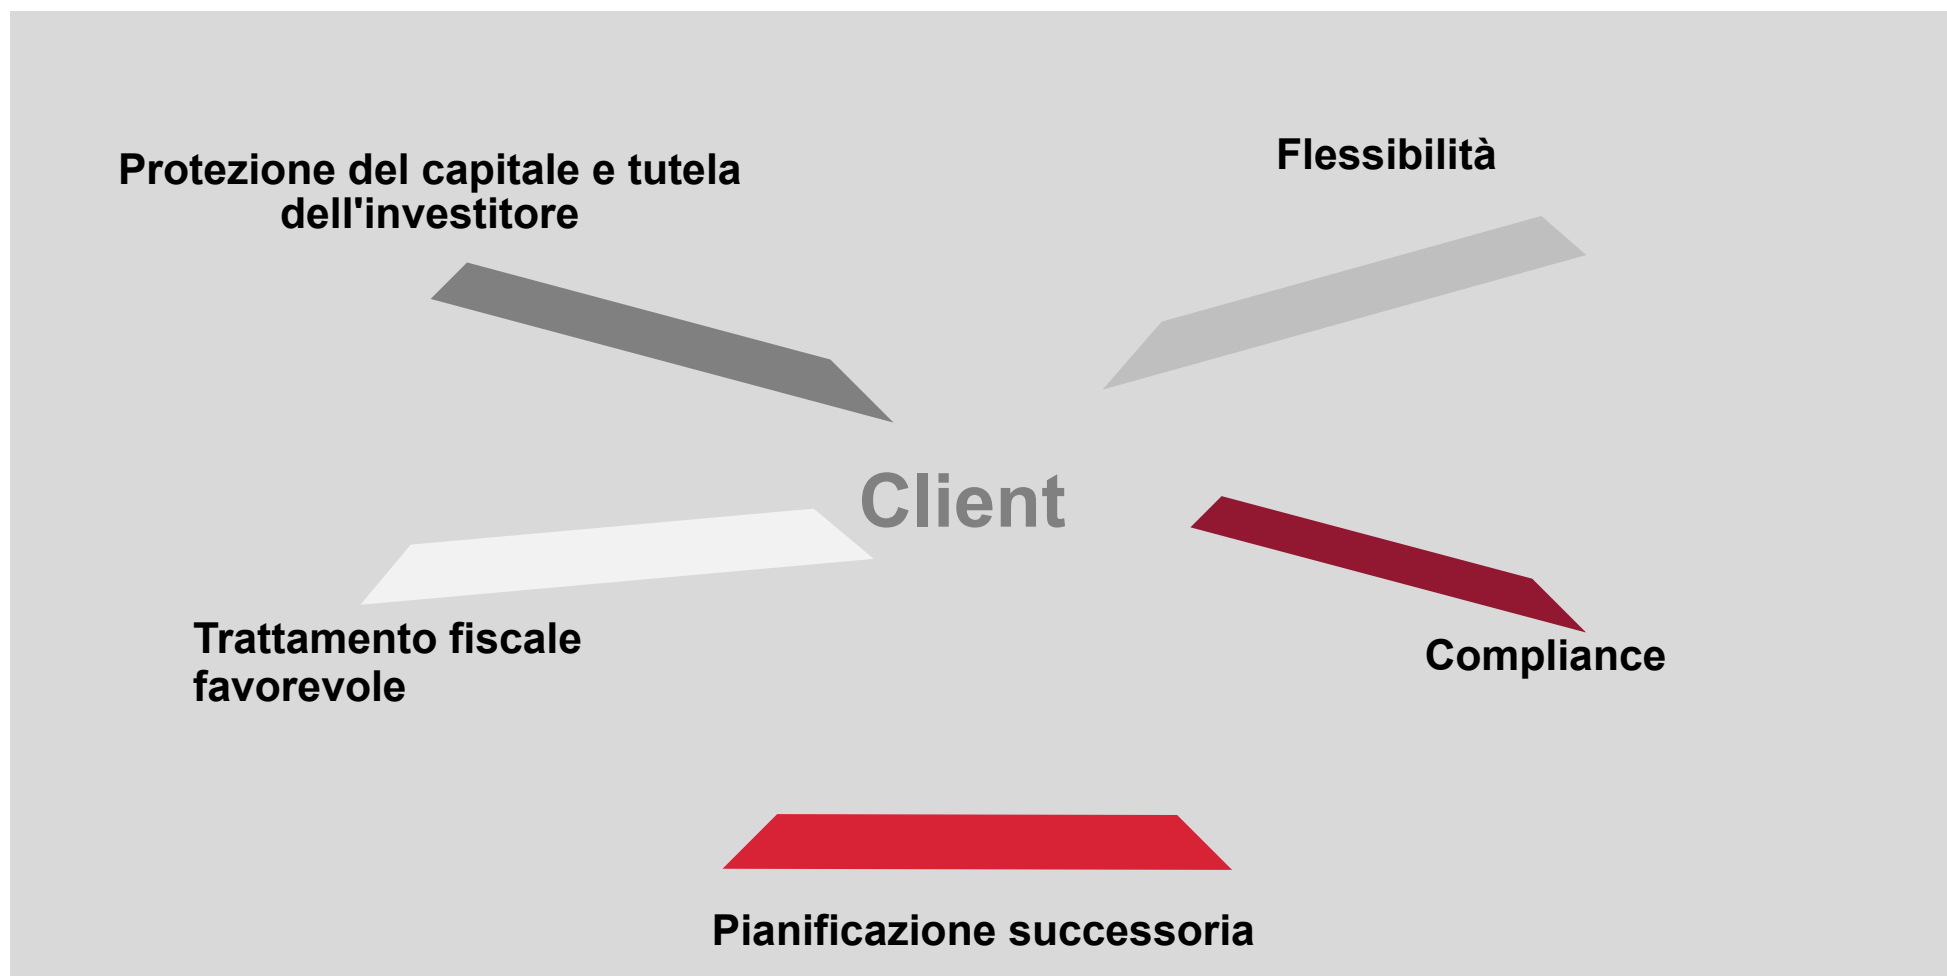 Flessibilità
Protezione del capitale e tutela
dell'investitore
Client
Trattamento fiscale
favorevole
Compliance
Pianificazione successoria